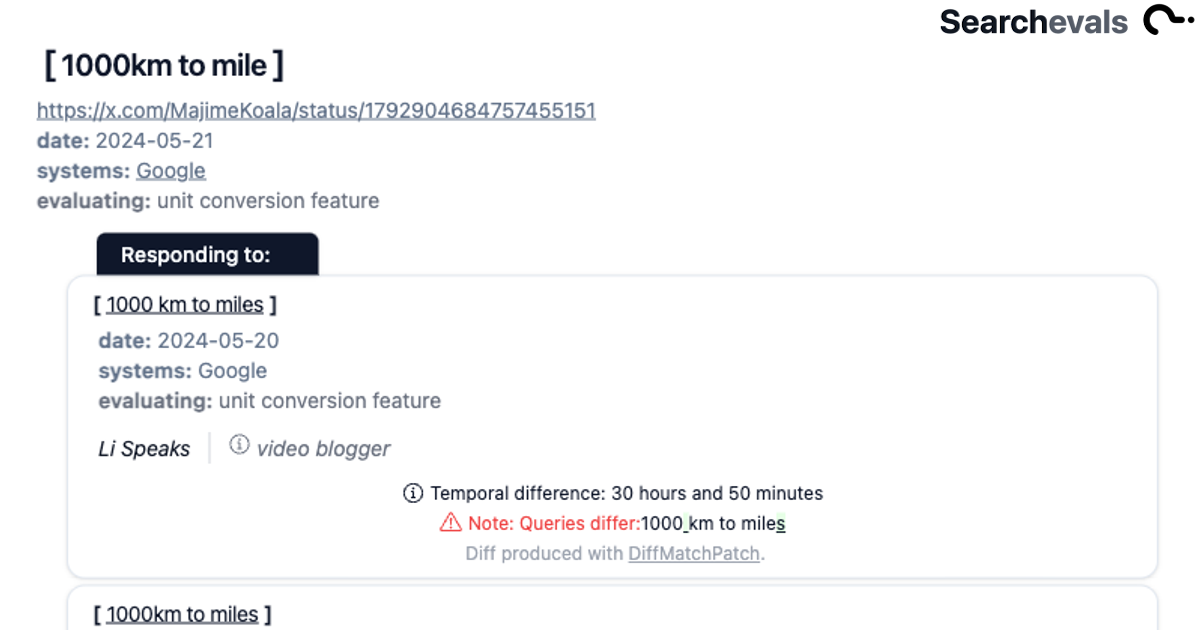 Searchevals
[ 1000km to mile ]
https://x.com/MajimeKoala/status/1792904684757455151
date: 2024-05-21
systems: Google
evaluating: unit conversion feature
Responding to:
[ 1000 km to miles ]
date: 2024-05-20
systems: Google
evaluating: unit conversion feature
Li Speaks
video blogger
Temporal difference: 30 hours and 50 minutes
Note: Queries differ:1000 km to miles
Diff produced with DiffMatchPatch.
[ 1000km to miles ]